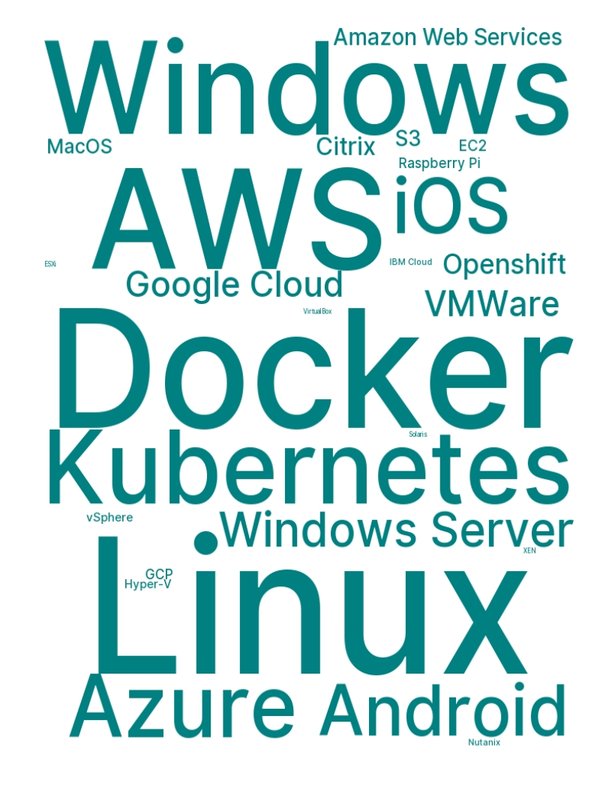 Amazon Web Services
Windows
MacOS
Citrix
S3
EC2
Raspberry Pi
AWS
iOS
ESXi
IBM Cloud
Openshift
Google Cloud
VMWare
VirtualBox
Docker
Solaris
Kubernetes
vSphere
Windows Server
XEN
Linux
GCP
Hyper-V
Azure
Android
Nutanix